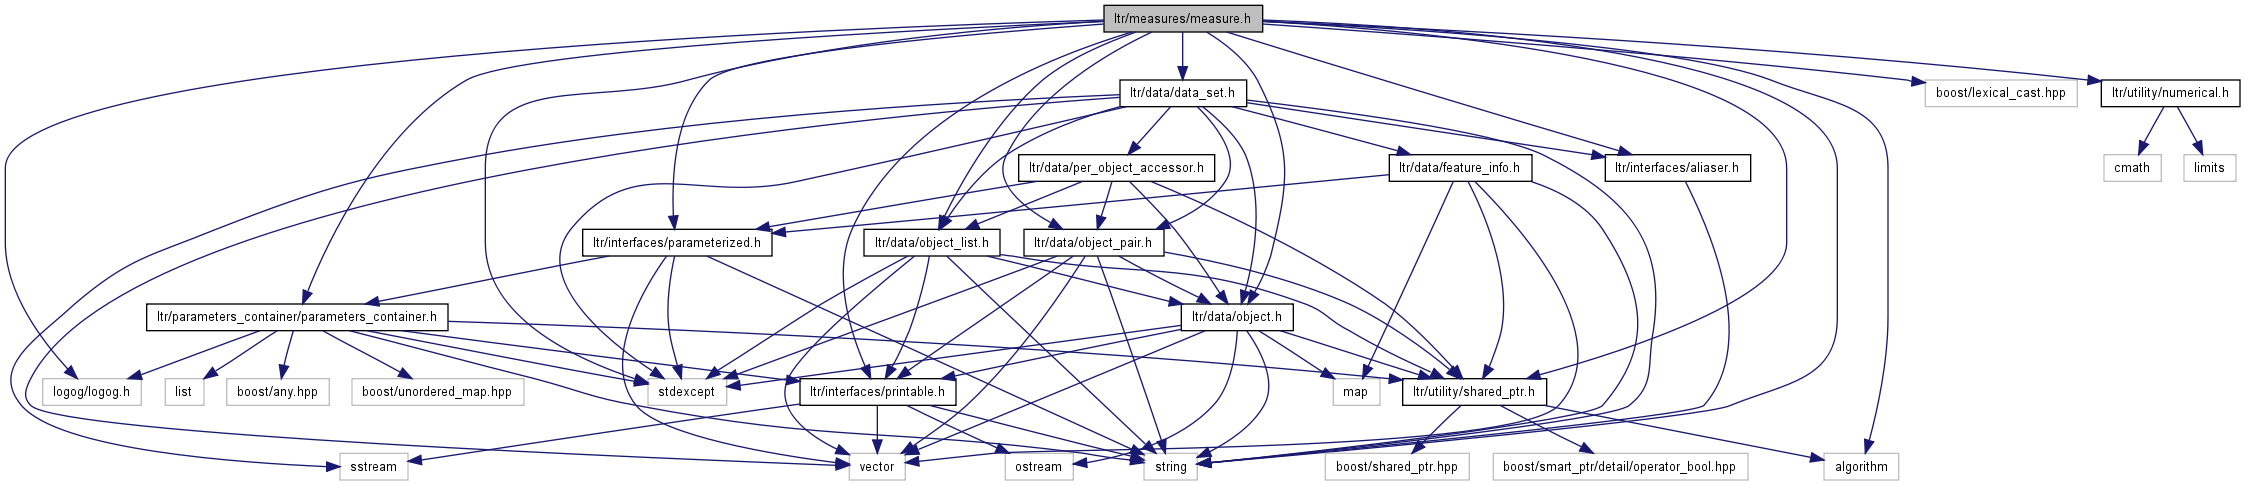 ltr/measures/measure.h
ltr/data/data_set.h
boost/lexical_cast.hpp
ltr/utility/numerical.h
ltr/data/per_object_accessor.h
ltr/data/feature_info.h
ltr/interfaces/aliaser.h
cmath
limits
ltr/interfaces/parameterized.h
ltr/data/object_list.h
ltr/data/object_pair.h
ltr/parameters_container/parameters_container.h
ltr/data/object.h
logog/logog.h
list
boost/any.hpp
boost/unordered_map.hpp
stdexcept
ltr/interfaces/printable.h
map
ltr/utility/shared_ptr.h
sstream
vector
ostream
string
boost/shared_ptr.hpp
boost/smart_ptr/detail/operator_bool.hpp
algorithm